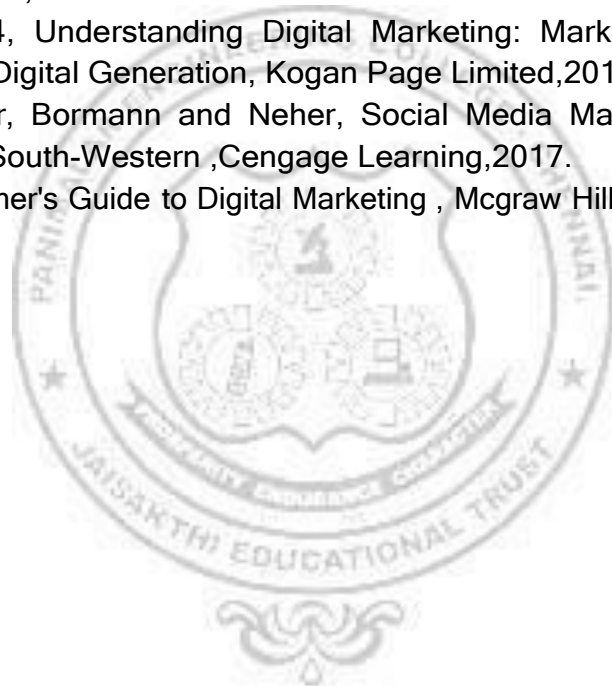 4, Understanding Digital Marketing: Mark
Digital Generation, Kogan Page Limited,201
r, Bormann and Neher, Social Media Ma
South-Western ,Cengage Learning,2017.
ner's Guide to Digital Marketing , Mcgraw Hill
JAISAKTHI EDUCATIONAL TRUST